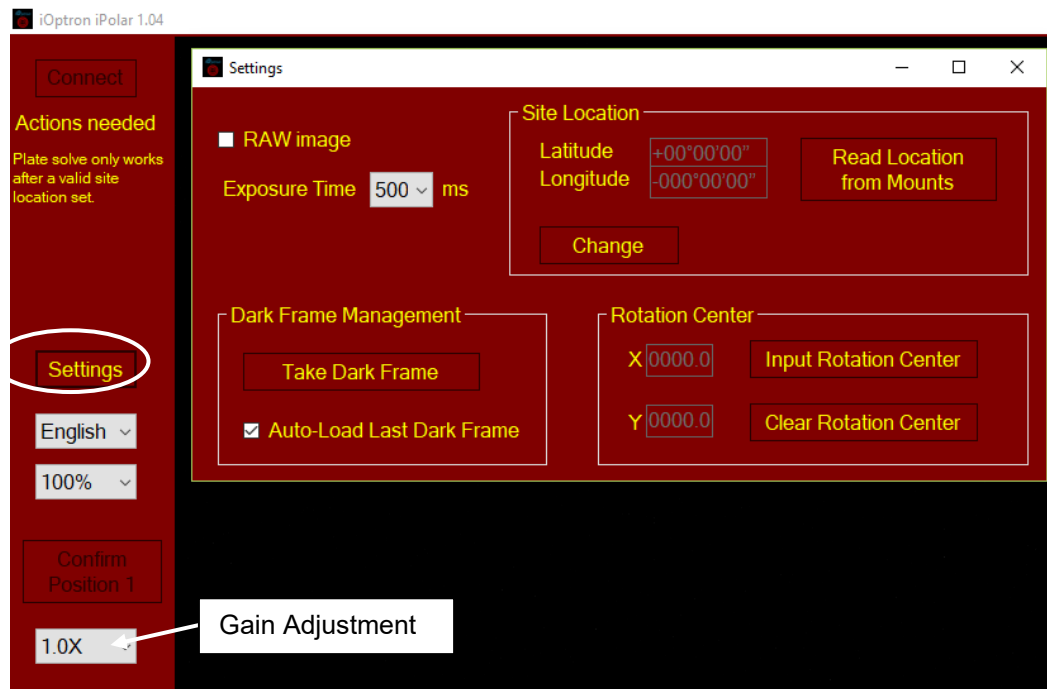 iOptron iPolar 1.04
Connect
Actions needed
Plate solve only works
after a valid site
location set.
Settings
English
100%
Confirm
Position 1
1.0X
Gain Adjustment
Settings
RAW image
Exposure Time 500 ms
Site Location
Latitude +00°00'00"
Longitude -000°00'00"
Read Location
from Mounts
Change
Dark Frame Management
Take Dark Frame
Auto-Load Last Dark Frame
Rotation Center
X 0000.0 Input Rotation Center
Y 0000.0 Clear Rotation Center